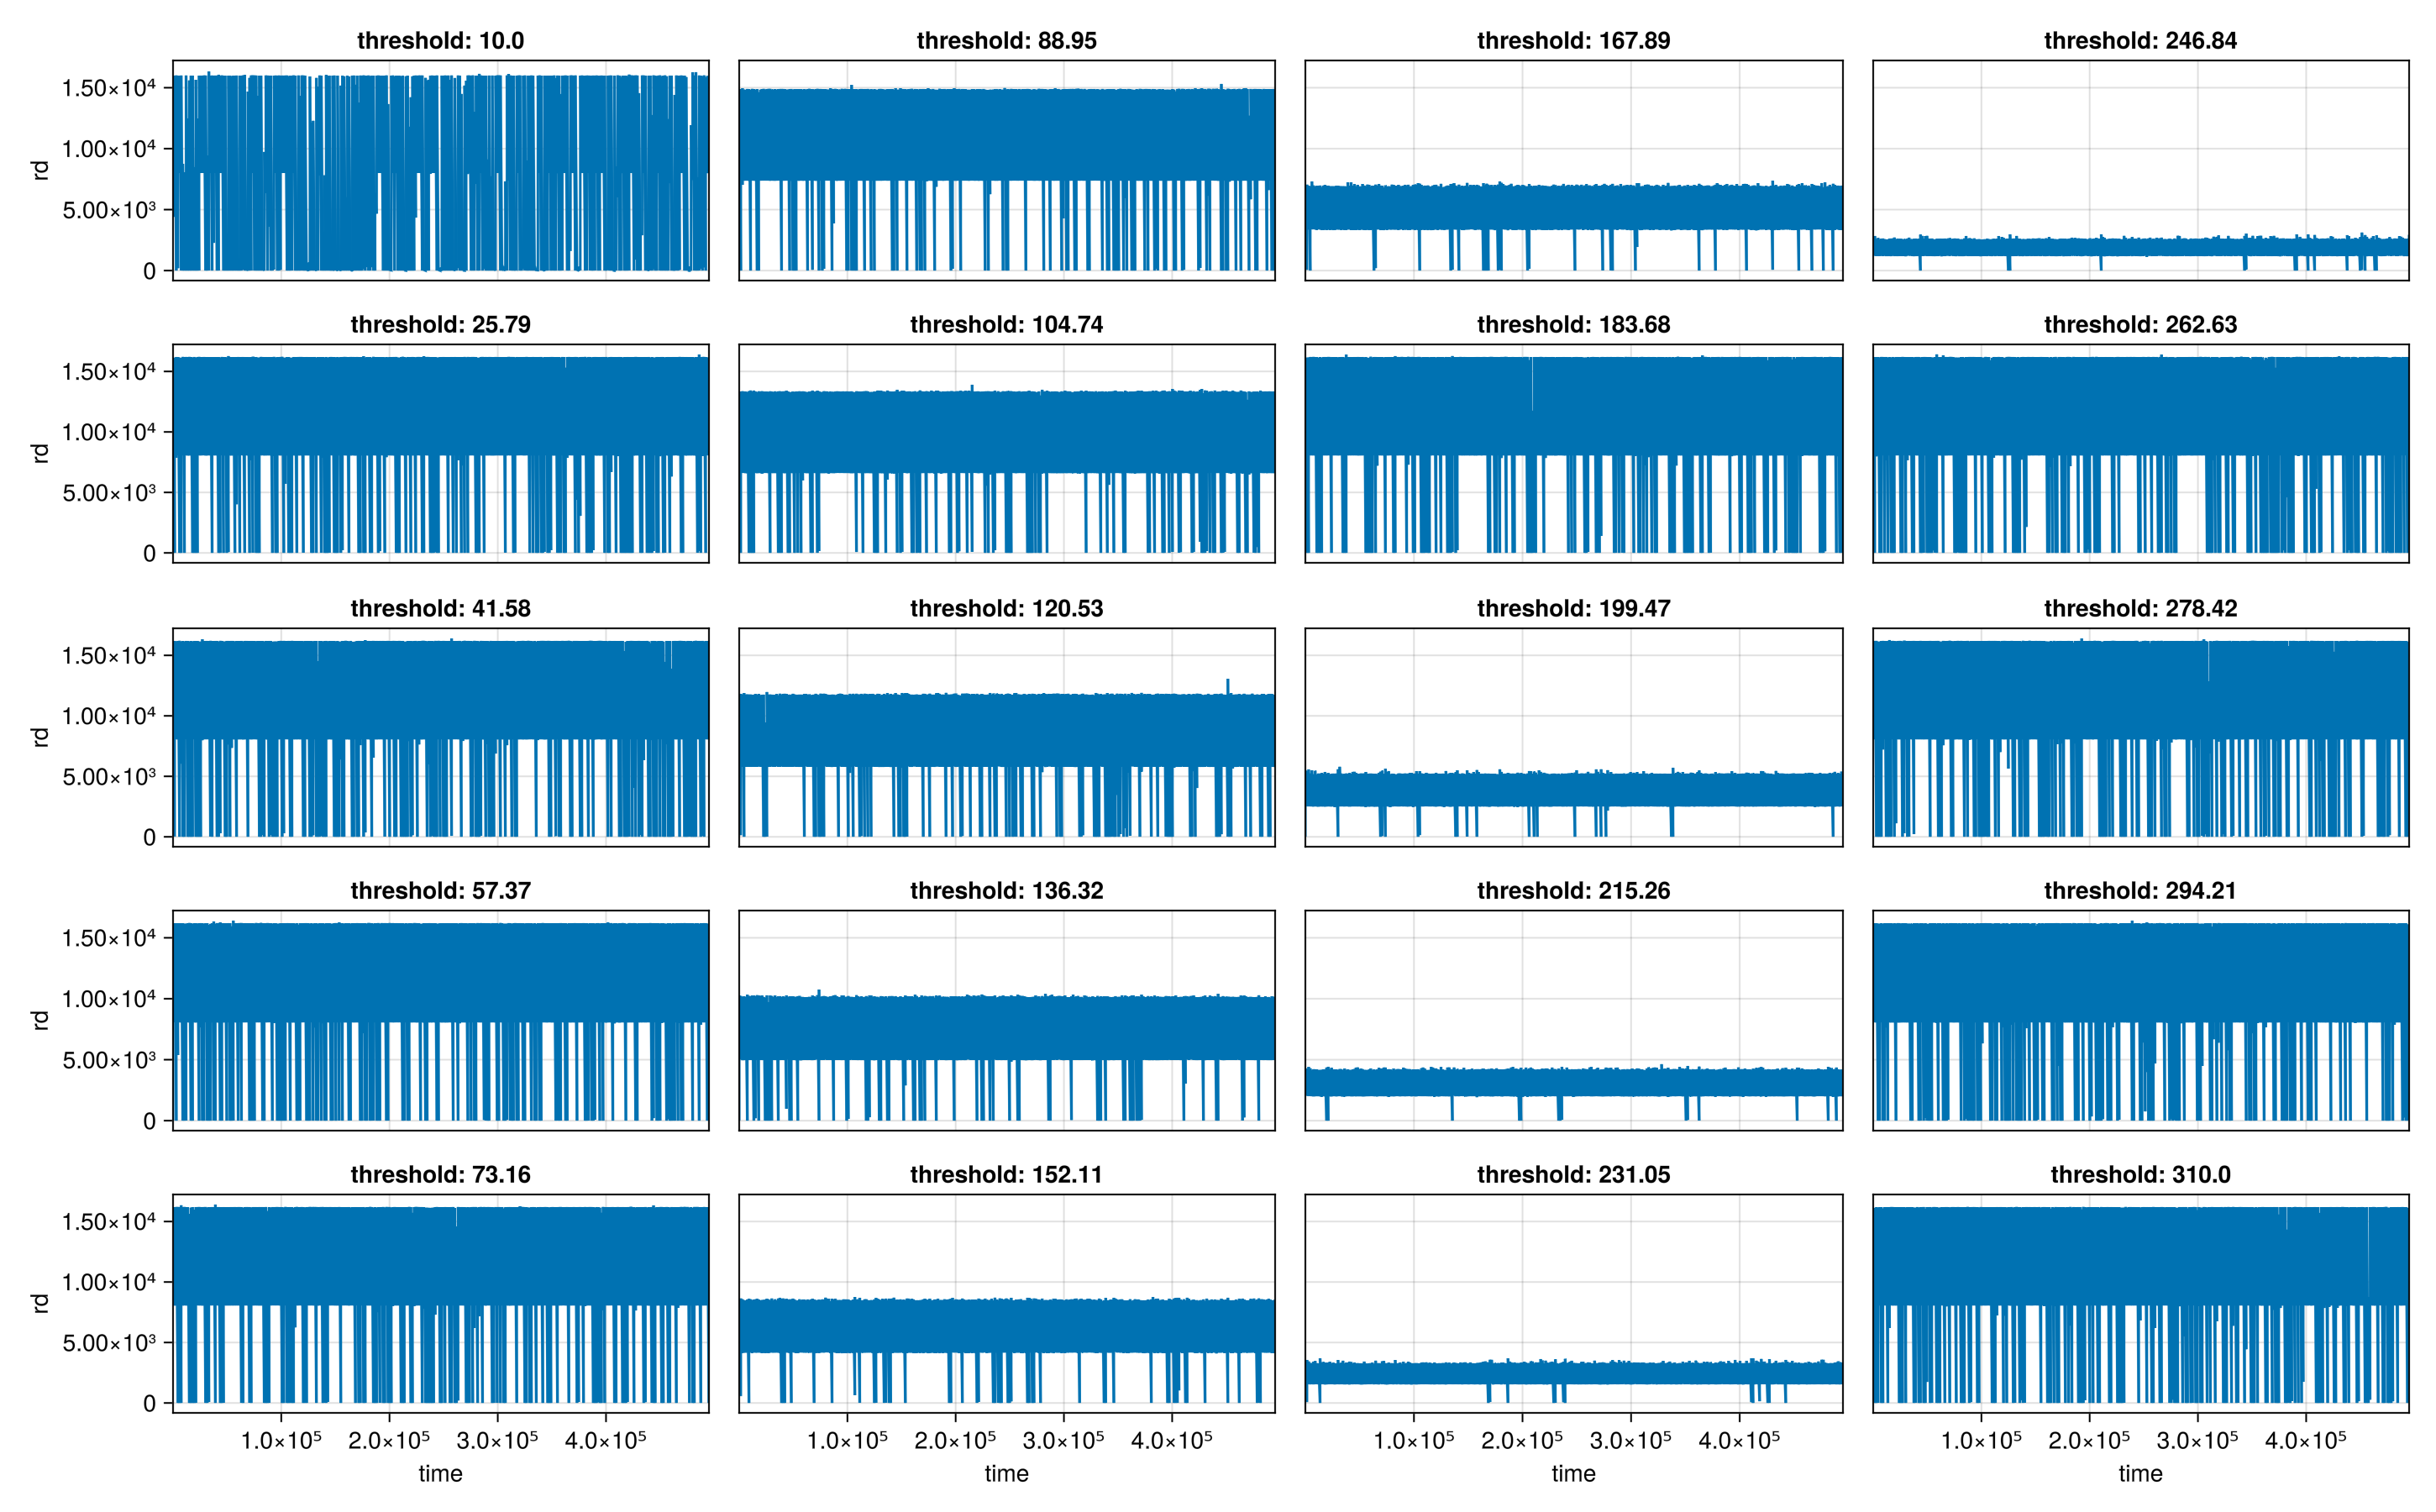 threshold: 10.0
threshold: 88.95
threshold: 167.89
threshold: 246.84
1.50×10⁴
1.00×10⁴
5.00×10³
0
rd
threshold: 25.79
threshold: 104.74
threshold: 183.68
threshold: 262.63
1.50×10⁴
1.00×10⁴
5.00×10³
0
rd
threshold: 41.58
threshold: 120.53
threshold: 199.47
threshold: 278.42
1.50×10⁴
1.00×10⁴
5.00×10³
0
rd
threshold: 57.37
threshold: 136.32
threshold: 215.26
threshold: 294.21
1.50×10⁴
1.00×10⁴
5.00×10³
0
rd
threshold: 73.16
threshold: 152.11
threshold: 231.05
threshold: 310.0
1.50×10⁴
1.00×10⁴
5.00×10³
0
rd
1.0×10⁵ 2.0×10⁵ 3.0×10⁵ 4.0×10⁵
1.0×10⁵ 2.0×10⁵ 3.0×10⁵ 4.0×10⁵
1.0×10⁵ 2.0×10⁵ 3.0×10⁵ 4.0×10⁵
1.0×10⁵ 2.0×10⁵ 3.0×10⁵ 4.0×10⁵
time
time
time
time